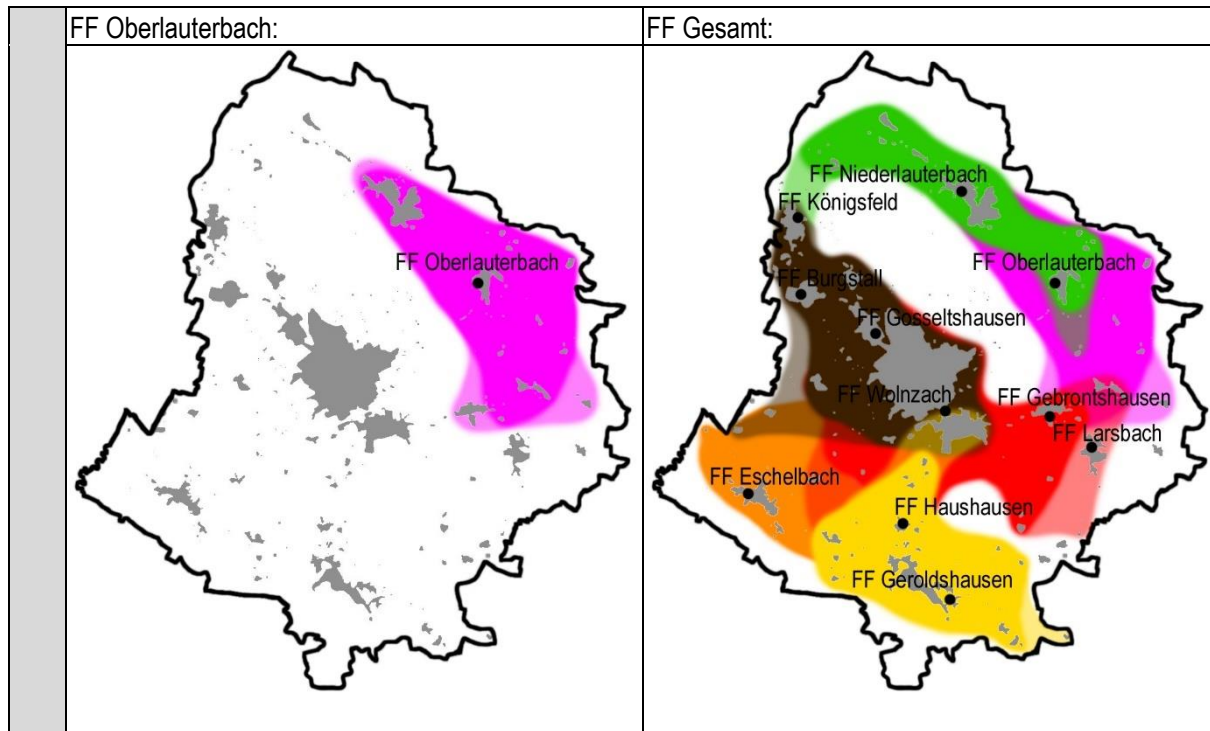 FF Oberlauterbach:
FF Oberlauterbach
FF Gesamt:
FF Niederlauterbach
FF Königsfeld
FF Oberlauterbach
FF Burgstall
FF Gosseltshausen
FF Wolnzach
FF Gebrontshausen
FF Larsbach
FF Eschelbach
FF Haushausen
FF Geroldshausen